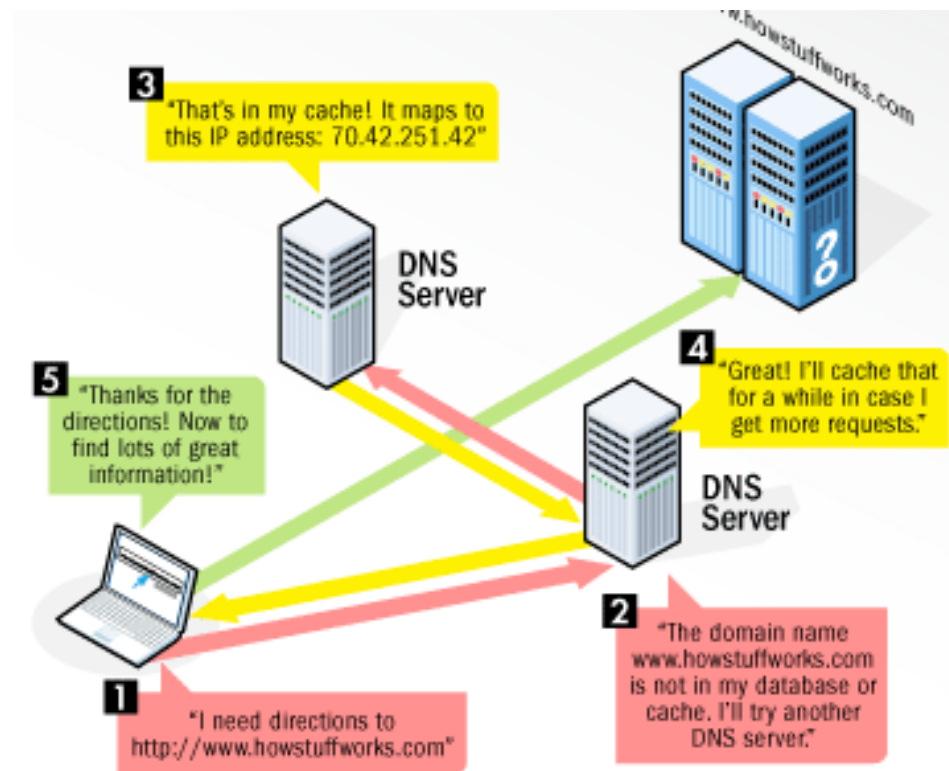 w.howstuffworks.com
3
"That's in my cache! It maps to
this IP address: 70.42.251.42"
DNS
Server
4
"Great! I'll cache that
for a while in case I
get more requests."
5
"Thanks for the
directions! Now to
find lots of great
information!"
DNS
Server
2
"The domain name
www.howstuffworks.com
is not in my database or
cache. I'll try another
DNS server."
1
"I need directions to
http://www.howstuffworks.com"